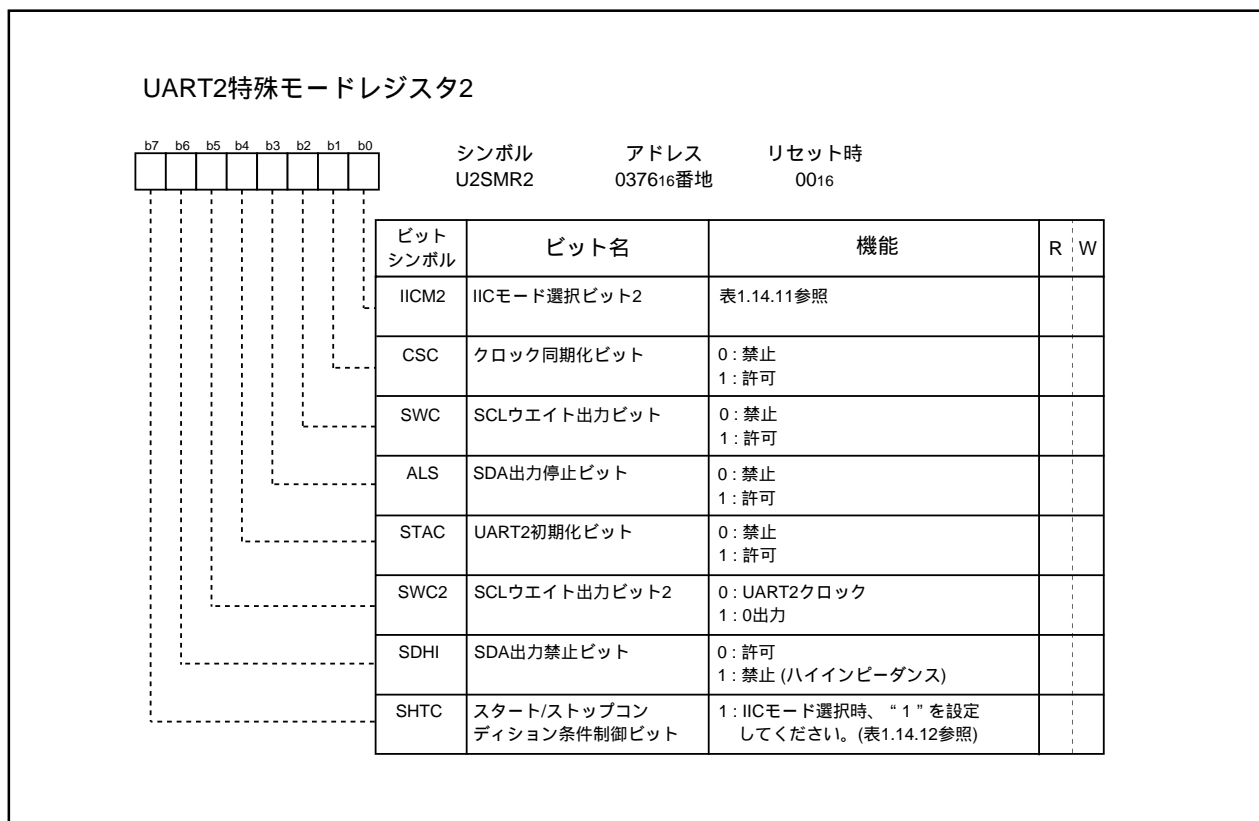 UART2特殊モードレジスタ2
b7 b6 b5 b4 b3 b2 b1 b0
シンボル アドレス リセット時
U2SMR2 037616番地 0016
ビット
シンボル ビット名 機能 R W
IICM2 IICモード選択ビット2 表1.14.11参照
CSC クロック同期化ビット 0 : 禁止
1 : 許可
SWC SCLウエイト出力ビット 0 : 禁止
1 : 許可
ALS SDA出力停止ビット 0 : 禁止
1 : 許可
STAC UART2初期化ビット 0 : 禁止
1 : 許可
SWC2 SCLウエイト出力ビット2 0 : UART2クロック
1 : 0出力
SDHI SDA出力禁止ビット 0 : 許可
1 : 禁止 (ハイインピーダンス)
SHTC スタート/ストップコン 1 : IICモード選択時、“ 1 ” を設定
ディション条件制御ビット してください。(表1.14.12参照)